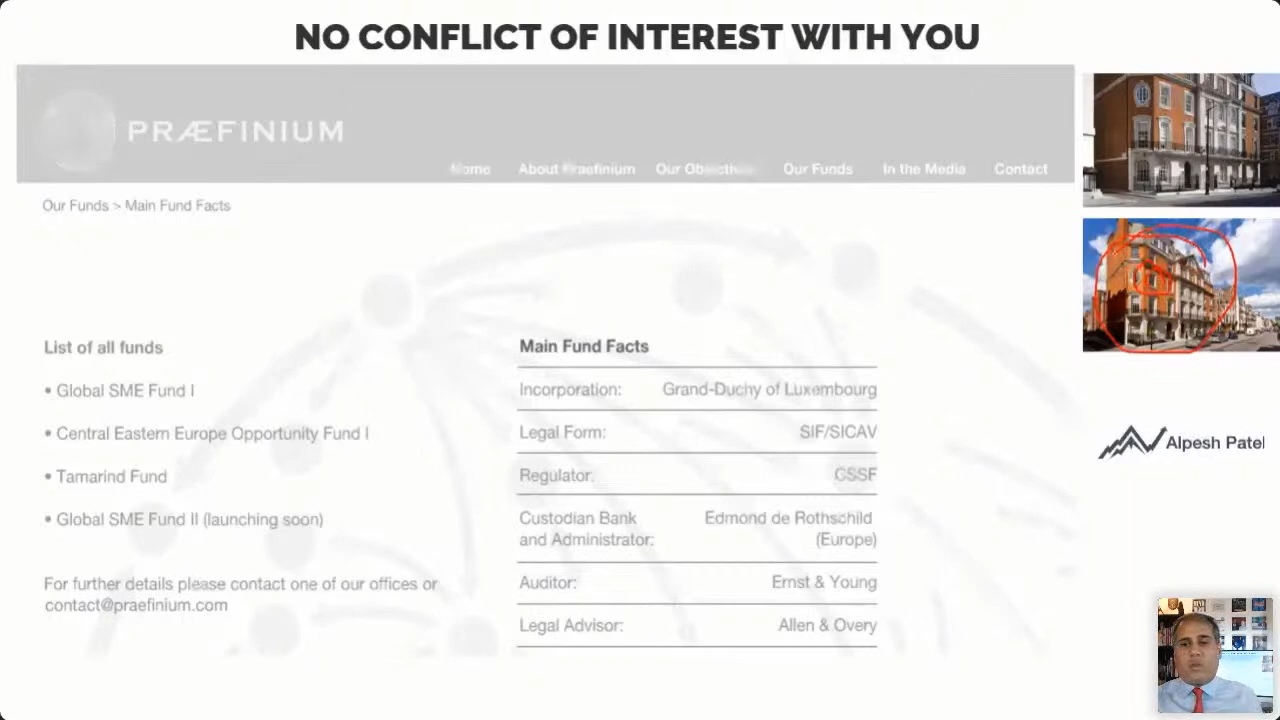 NO CONFLICT OF INTEREST WITH YOU
PRÆFINIUM
Home About Praefinium Our Objectives Our Funds In the Media Contact
Our Funds > Main Fund Facts
List of all funds
• Global SME Fund I
• Central Eastern Europe Opportunity Fund I
• Tamarind Fund
• Global SME Fund II (launching soon)
For further details please contact one of our offices or
contact@praefinium.com
Main Fund Facts
Incorporation: Grand-Duchy of Luxembourg
Legal Form: SIF/SICAV
Regulator: CSSF
Custodian Bank Edmond de Rothschild
and Administrator: (Europe)
Auditor: Ernst & Young
Legal Advisor: Allen & Overy
Alpesh Patel